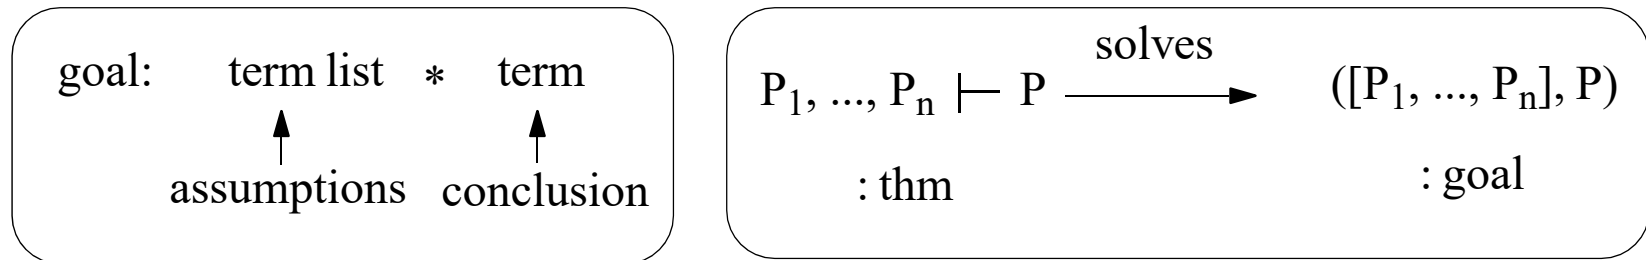 goal: term list * term
assumptions conclusion
solves
P1, ..., Pn ⊢ P ([P1, ..., Pn], P)
: thm : goal